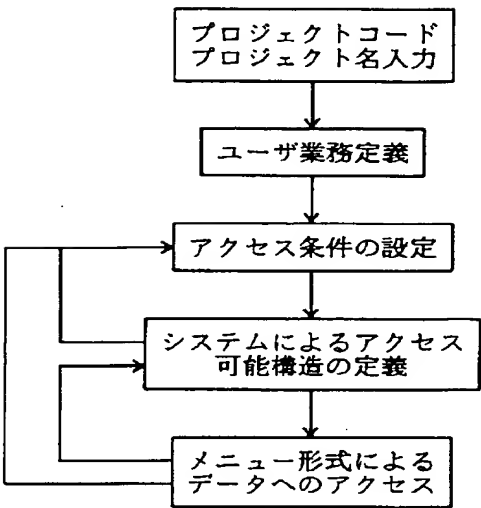 プロジェクトコード
プロジェクト名入力
ユーザ業務定義
アクセス条件の設定
システムによるアクセス
可能構造の定義
メニュー形式による
データへのアクセス